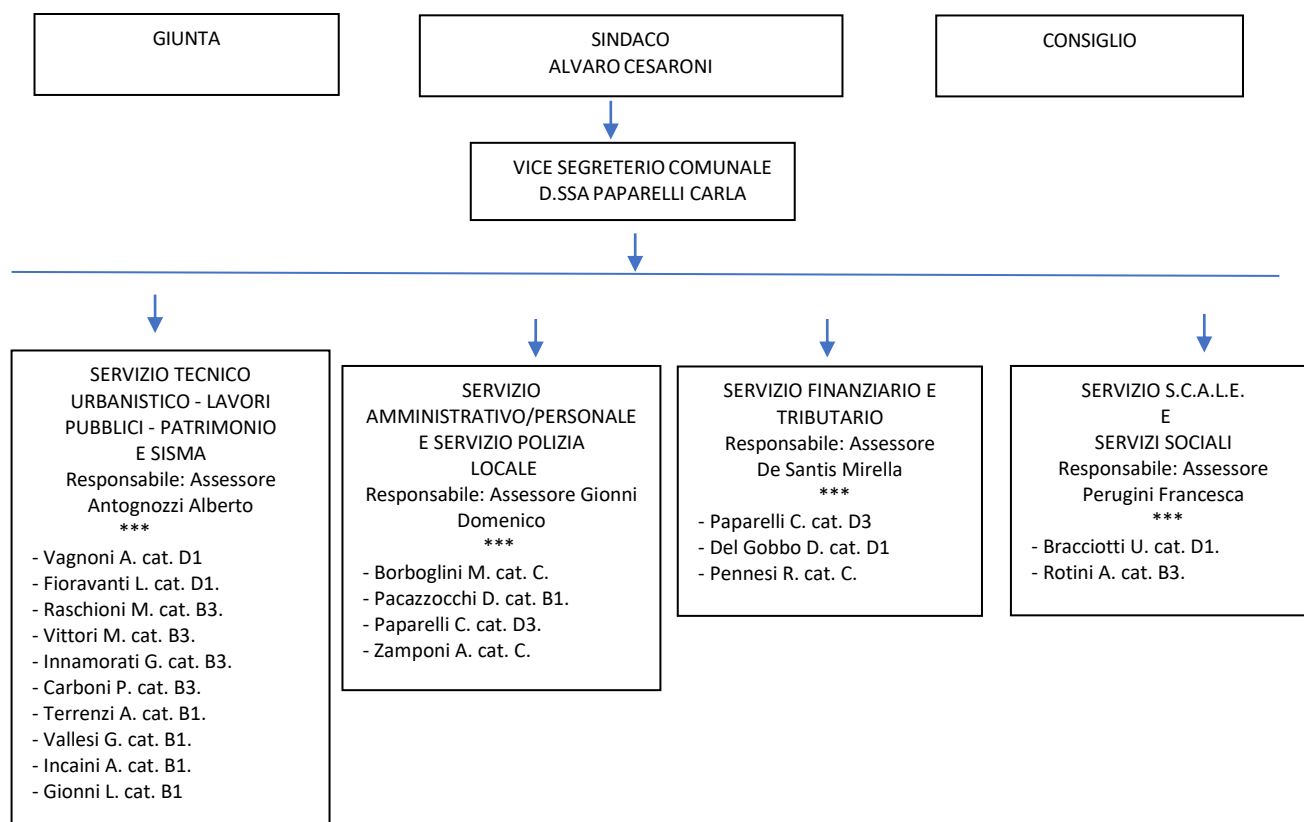 GIUNTA
SINDACO
ALVARO CESARONI
CONSIGLIO
VICE SEGRETERIO COMUNALE
D.SSA PAPARELLI CARLA
SERVIZIO TECNICO
URBANISTICO - LAVORI
PUBBLICI - PATRIMONIO
E SISMA
Responsabile: Assessore
Antognozzi Alberto
***
- Vagnoni A. cat. D1
- Fioravanti L. cat. D1.
- Raschioni M. cat. B3.
- Vittori M. cat. B3.
- Innamorati G. cat. B3.
- Carboni P. cat. B3.
- Terrenzi A. cat. B1.
- Vallesi G. cat. B1.
- Incaini A. cat. B1.
- Gionni L. cat. B1
SERVIZIO
AMMINISTRATIVO/PERSONALE
E SERVIZIO POLIZIA
LOCALE
Responsabile: Assessore Gionni
Domenico
***
- Borboglini M. cat. C.
- Pacazzocchi D. cat. B1.
- Paparelli C. cat. D3.
- Zamponi A. cat. C.
SERVIZIO FINANZIARIO E
TRIBUTARIO
Responsabile: Assessore
De Santis Mirella
***
- Paparelli C. cat. D3
- Del Gobbo D. cat. D1
- Pennesi R. cat. C.
SERVIZIO S.C.A.L.E.
E
SERVIZI SOCIALI
Responsabile: Assessore
Perugini Francesca
***
- Bracciotti U. cat. D1.
- Rotini A. cat. B3.